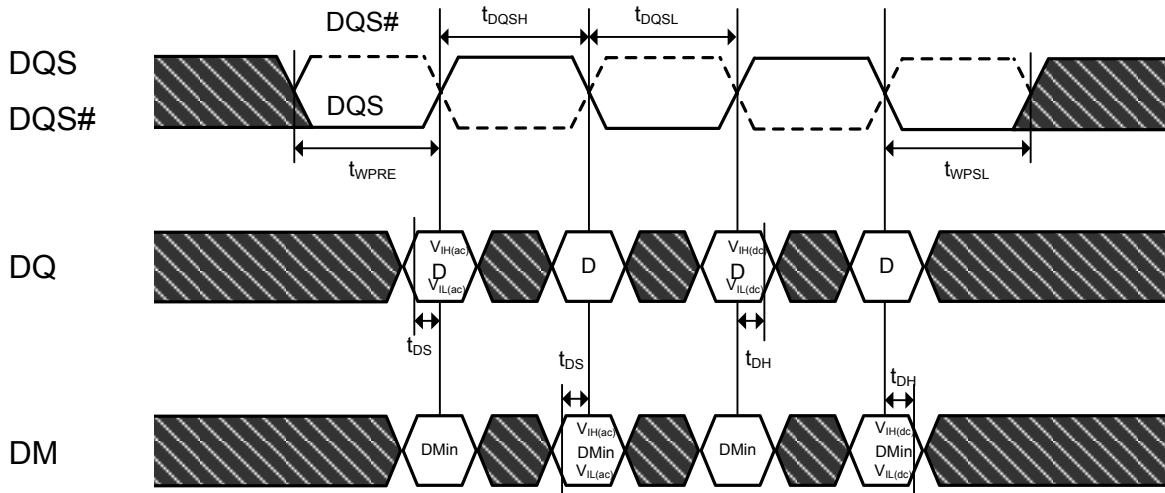 DQS#
tDQSH
tDQSL
DQS
DQS
DQS#
tWPRE
tWPSL
DQ
VIH(ac)
D
VIL(ac)
D
VIH(dc)
D
VIL(dc)
D
tDS
tDS
tDH
tDH
DM
DMin
VIH(ac)
DMin
VIL(ac)
DMin
VIH(dc)
DMin
VIL(dc)